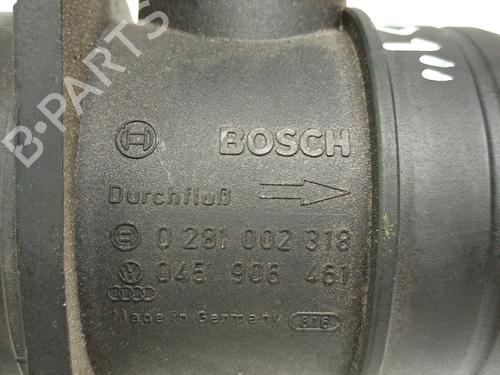 B-PARTS
BOSCH
Durchfluß
0 281 002 318
045 906 461
Made in Germany